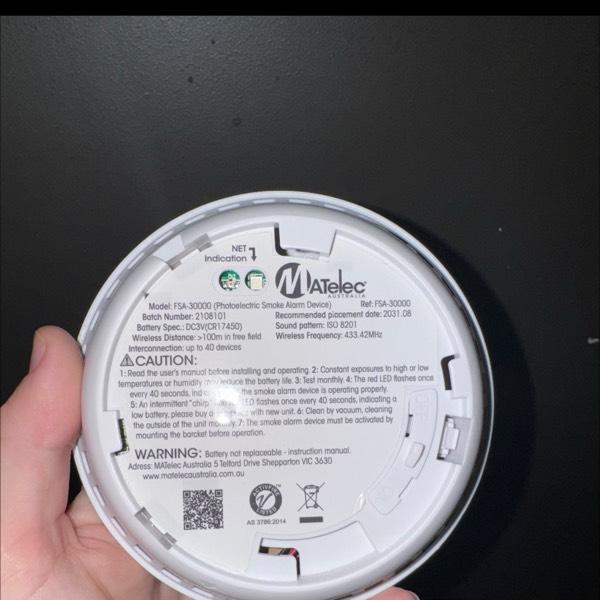 NET
Indication
MATelec
AUSTRALIA
Model: FSA-30000 (Photoelectric Smoke Alarm Device) Ref: FSA-30000
Batch Number: 2108101 Recommended placement date: 2031.08
Battery Spec.: DC3V(CR17450) Sound pattern: ISO 8201
Wireless Distance: >100m in free field Wireless Frequency: 433.42MHz
Interconnection: up to 40 devices
CAUTION:
1: Read the user's manual before installing and operating. 2: Constant exposures to high or low
temperatures or humidity may reduce the battery life. 3: Test monthly. 4: The red LED flashes once
every 40 seconds, the smoke alarm device is operating properly.
5: An intermittent "chirp" LED flashes once every 40 seconds, indicating a
low battery, please buy with new unit. 6: Clean by vacuum, cleaning
the outside of the unit monthly. 7: The smoke alarm device must be activated by
mounting the barcket before operation.
WARNING: Battery not replaceable - instruction manual.
Adress: MATelec Australia 5 Telford Drive Shepparton VIC 3630
www.matelecaustralia.com.au
AS 3786:2014